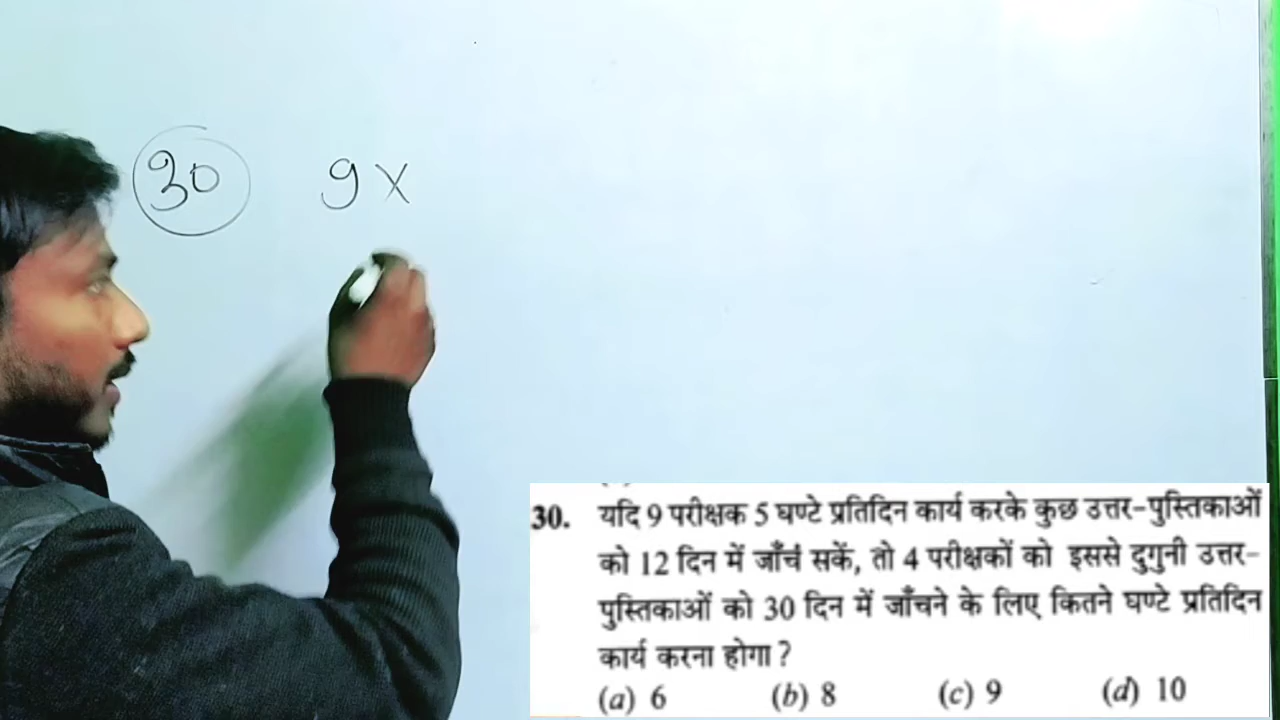 30 9 x
30. यदि 9 परीक्षक 5 घण्टे प्रतिदिन कार्य करके कुछ उत्तर-पुस्तिकाओं
को 12 दिन में जाँच सकें, तो 4 परीक्षकों को इससे दुगुनी उत्तर-
पुस्तिकाओं को 30 दिन में जाँचने के लिए कितने घण्टे प्रतिदिन
कार्य करना होगा ?
(a) 6 (b) 8 (c) 9 (d) 10